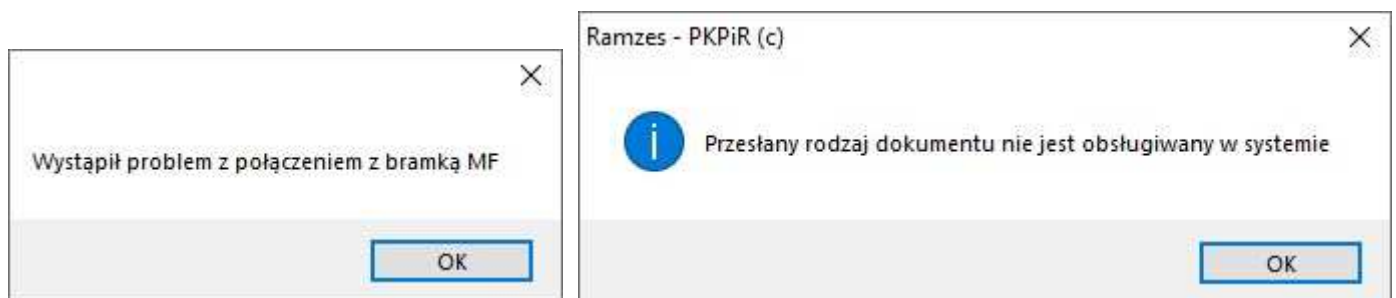 Wystąpił problem z połączeniem z bramką MF
OK
Ramzes - PKPiR (c)
Przesłany rodzaj dokumentu nie jest obsługiwany w systemie
OK